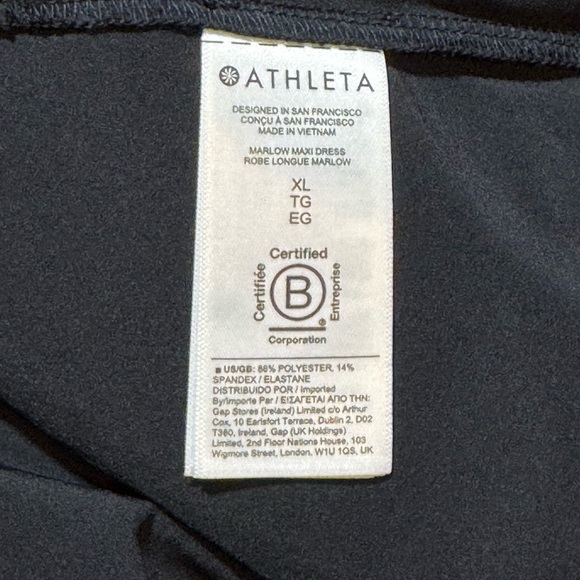 ATHLETA
DESIGNED IN SAN FRANCISCO
CONÇU À SAN FRANCISCO
MADE IN VIETNAM
MARLOW MAXI DRESS
ROBE LONGUE MARLOW
XL
TG
EG
Certified
Certifiée
B
Entreprise
®
Corporation
■ US/GB: 86% POLYESTER, 14%
SPANDEX / ELASTANE
DISTRIBUIDO POR / Imported
By/Importe Par / ΕΙΣΑΓΕΤΑΙ ΑΠΟ ΤΗΝ:
Gap Stores (Ireland) Limited c/o Arthur
Cox, 10 Earlsfort Terrace, Dublin 2, D02
T380, Ireland, Gap (UK Holdings)
Limited, 2nd Floor Nations House, 103
Wigmore Street, London, W1U 1QS, UK